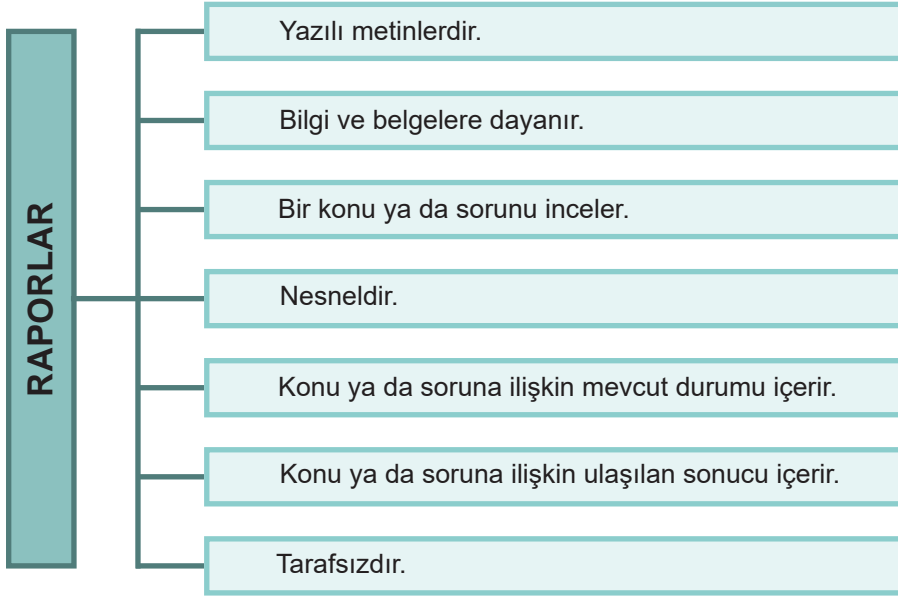 RAPORLAR
Yazılı metinlerdir.
Bilgi ve belgelere dayanır.
Bir konu ya da sorunu inceler.
Nesneldir.
Konu ya da soruna ilişkin mevcut durumu içerir.
Konu ya da soruna ilişkin ulaşılan sonucu içerir.
Tarafsızdır.